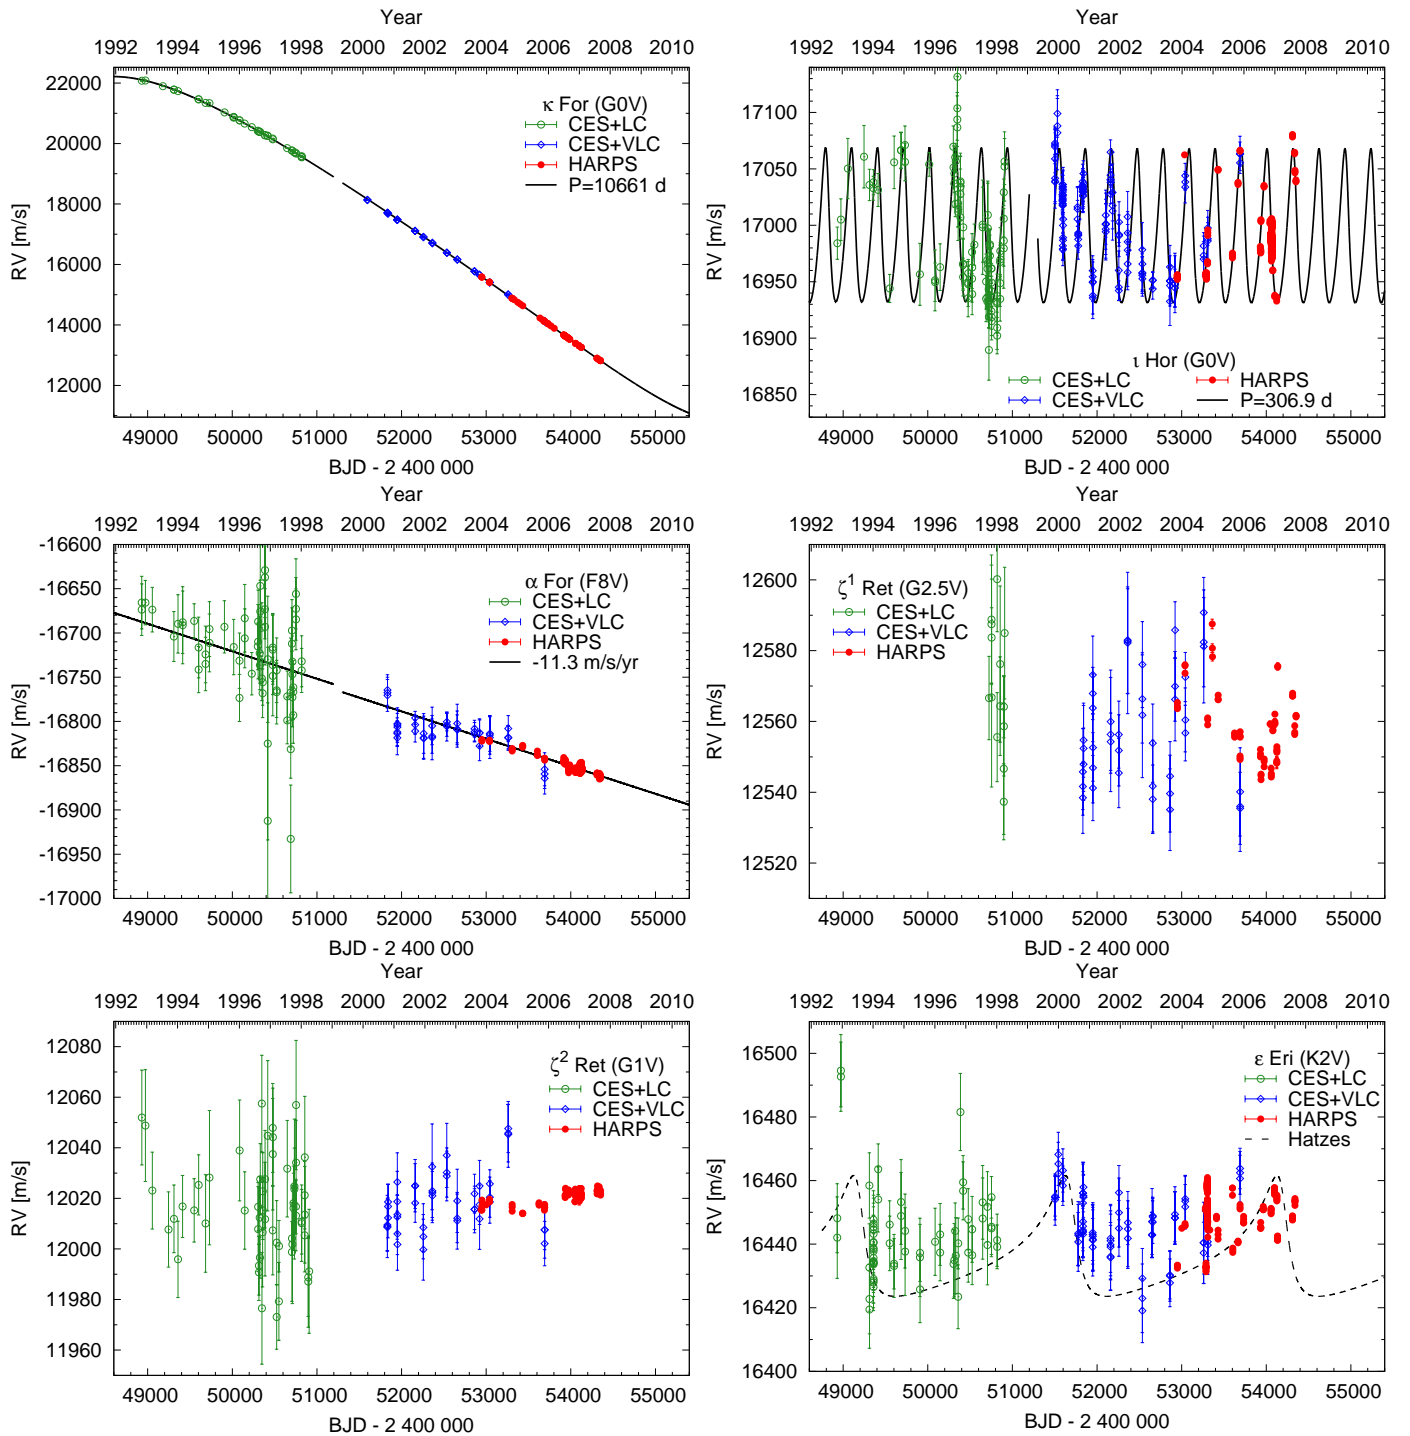 Year
1992 1994 1996 1998 2000 2002 2004 2006 2008 2010
22000
20000
18000
16000
14000
12000
RV [m/s]
κ For (G0V)
CES+LC
CES+VLC
HARPS
P=10661 d
49000 50000 51000 52000 53000 54000 55000
BJD - 2 400 000
Year
1992 1994 1996 1998 2000 2002 2004 2006 2008 2010
17100
17050
17000
16950
16900
16850
RV [m/s]
ι Hor (G0V)
CES+LC
CES+VLC
HARPS
P=306.9 d
49000 50000 51000 52000 53000 54000 55000
BJD - 2 400 000
Year
1992 1994 1996 1998 2000 2002 2004 2006 2008 2010
-16600
-16650
-16700
-16750
-16800
-16850
-16900
-16950
-17000
RV [m/s]
α For (F8V)
CES+LC
CES+VLC
HARPS
-11.3 m/s/yr
49000 50000 51000 52000 53000 54000 55000
BJD - 2 400 000
Year
1992 1994 1996 1998 2000 2002 2004 2006 2008 2010
12600
12580
12560
12540
12520
RV [m/s]
ζ¹ Ret (G2.5V)
CES+LC
CES+VLC
HARPS
49000 50000 51000 52000 53000 54000 55000
BJD - 2 400 000
Year
1992 1994 1996 1998 2000 2002 2004 2006 2008 2010
12080
12060
12040
12020
12000
11980
11960
RV [m/s]
ζ² Ret (G1V)
CES+LC
CES+VLC
HARPS
49000 50000 51000 52000 53000 54000 55000
BJD - 2 400 000
Year
1992 1994 1996 1998 2000 2002 2004 2006 2008 2010
16500
16480
16460
16440
16420
16400
RV [m/s]
ε Eri (K2V)
CES+LC
CES+VLC
HARPS
Hatzes
49000 50000 51000 52000 53000 54000 55000
BJD - 2 400 000